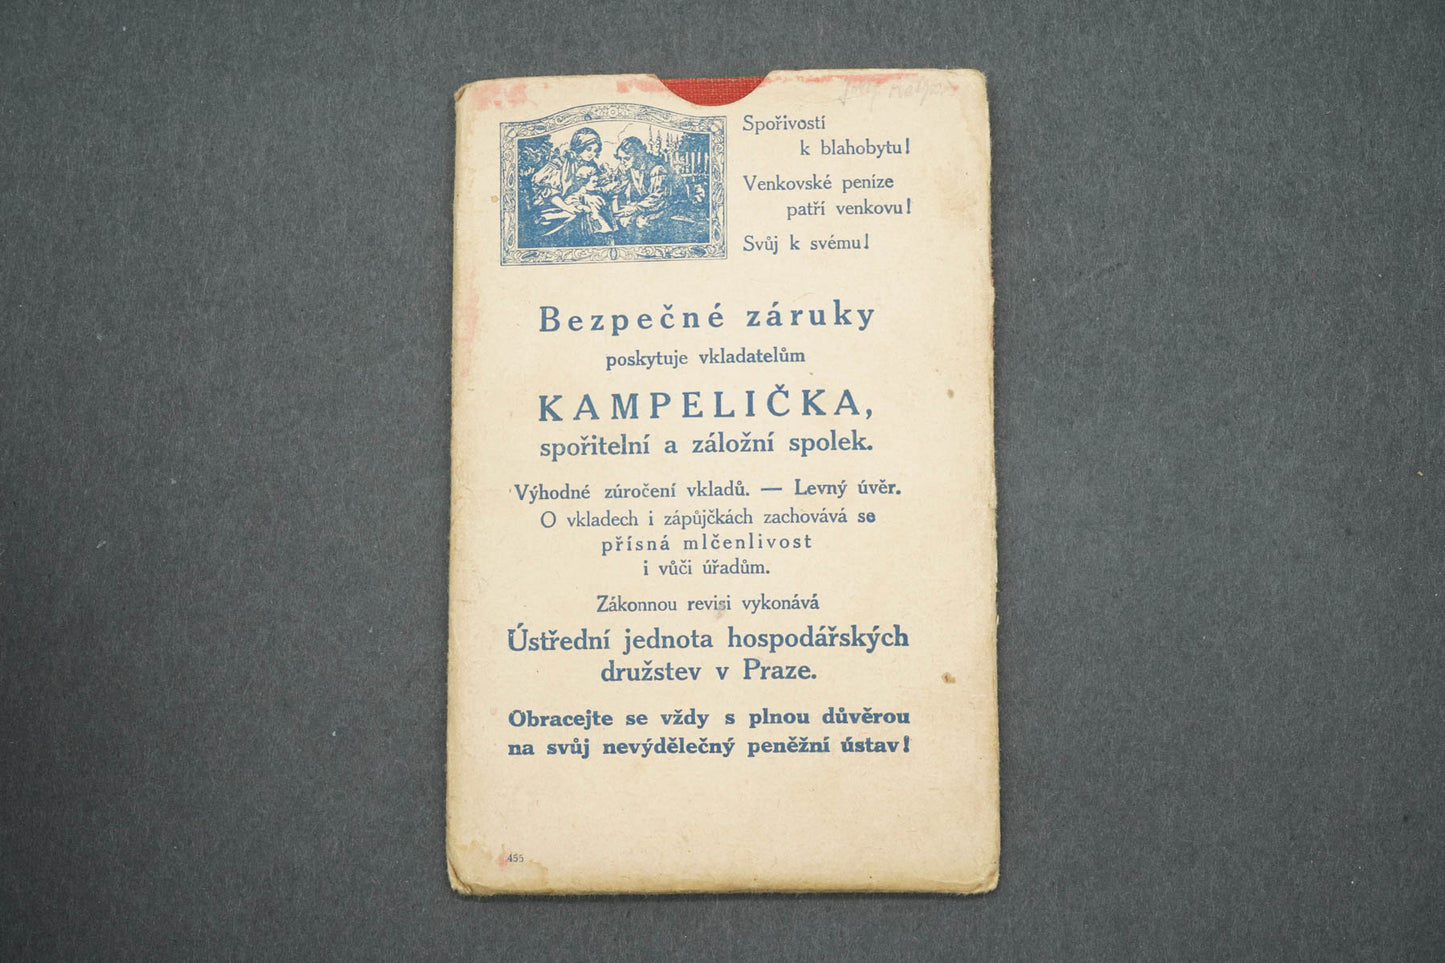 Spořivostí
k blahobytu!
Venkovské peníze
patří venkovu!
Svůj k svému!
Bezpečné záruky
poskytuje vkladatelům
KAMPELIČKA,
spořitelní a záložní spolek.
Výhodné zúročení vkladů. — Levný úvěr.
O vkladech i zápůjčkách zachovává se
přísná mlčenlivost
i vůči úřadům.
Zákonnou revisi vykonává
Ústřední jednota hospodářských
družstev v Praze.
Obracejte se vždy s plnou důvěrou
na svůj nevýdělečný peněžní ústav!
455